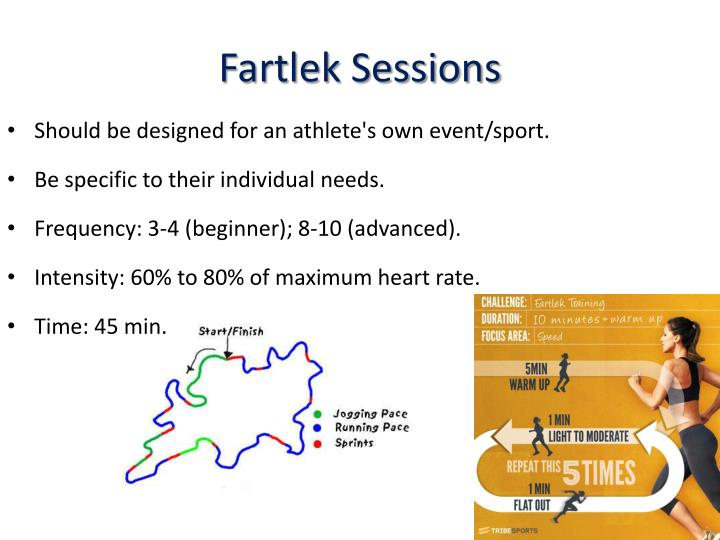 Fartlek Sessions
• Should be designed for an athlete's own event/sport.
• Be specific to their individual needs.
• Frequency: 3-4 (beginner); 8-10 (advanced).
• Intensity: 60% to 80% of maximum heart rate.
• Time: 45 min.
Start/Finish
Jogging Pace
Running Pace
Sprints
CHALLENGE: Fartlek Training
DURATION: 10 minutes + warm up
FOCUS AREA: Speed
5MIN
WARM UP
1 MIN
LIGHT TO MODERATE
REPEAT THIS 5 TIMES
1 MIN
FLAT OUT
TRIBESPORTS